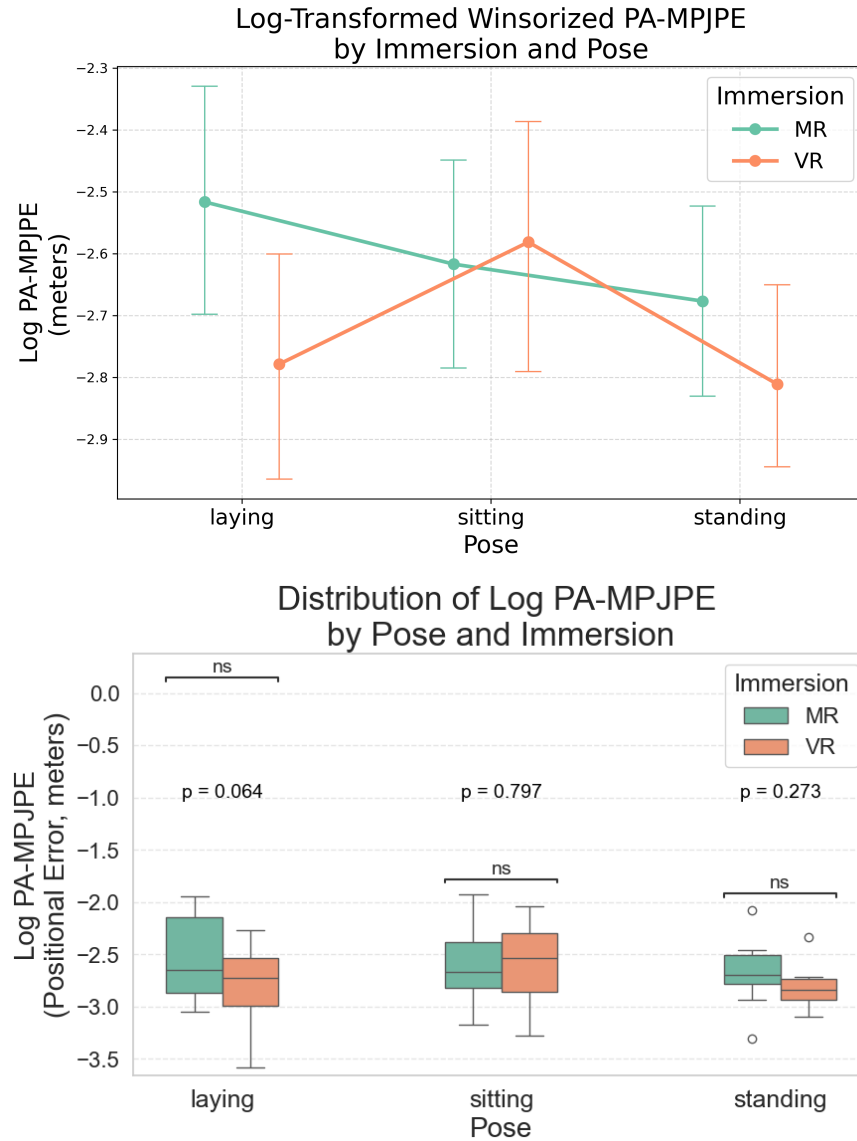 Log-Transformed Winsorized PA-MPJPE
by Immersion and Pose
−2.3
−2.4
−2.5
−2.6
−2.7
−2.8
−2.9
Log PA-MPJPE
(meters)
Immersion
MR
VR
laying
sitting
standing
Pose
Distribution of Log PA-MPJPE
by Pose and Immersion
0.0
−0.5
−1.0
−1.5
−2.0
−2.5
−3.0
−3.5
Log PA-MPJPE
(Positional Error, meters)
Immersion
MR
VR
ns
p = 0.064
p = 0.797
p = 0.273
ns
ns
laying
sitting
standing
Pose